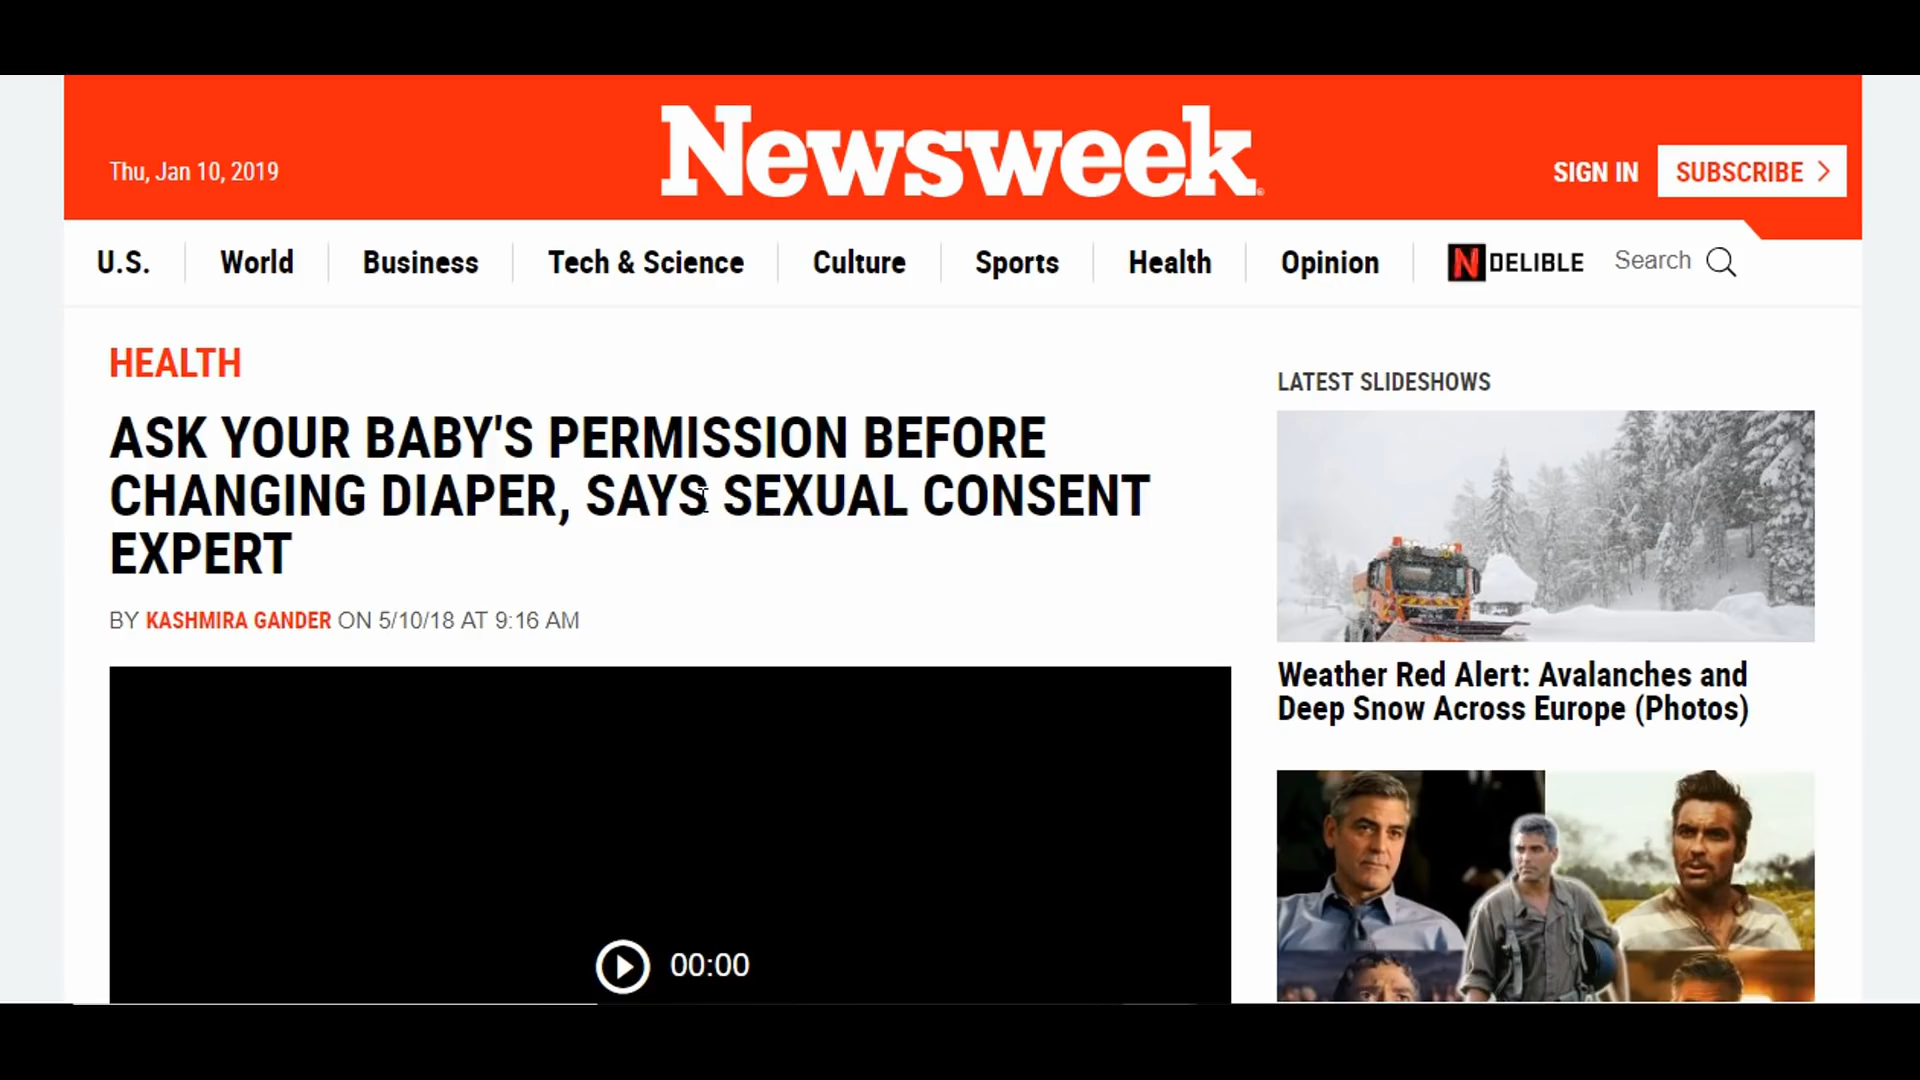 Newsweek
Thu, Jan 10, 2019
SIGN IN
SUBSCRIBE
U.S.
World
Business
Tech & Science
Culture
Sports
Health
Opinion
N DELIBLE
Search
HEALTH
ASK YOUR BABY'S PERMISSION BEFORE
CHANGING DIAPER, SAYS SEXUAL CONSENT
EXPERT
BY KASHMIRA GANDER ON 5/10/18 AT 9:16 AM
00:00
LATEST SLIDESHOWS
Weather Red Alert: Avalanches and
Deep Snow Across Europe (Photos)